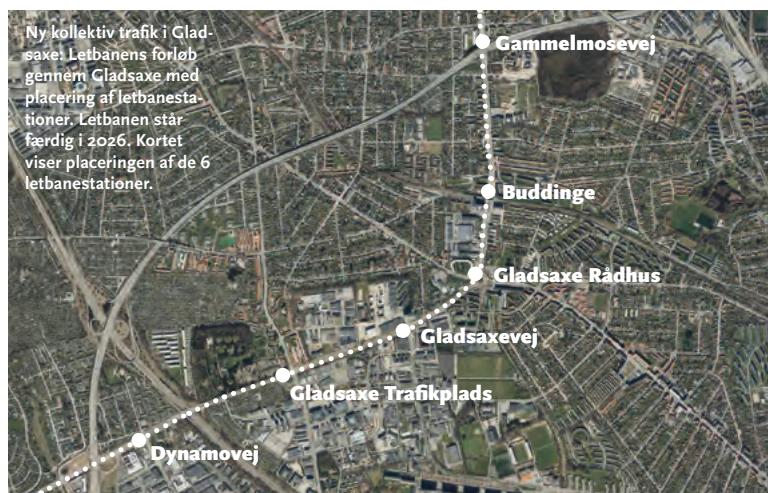 Ny kollektiv trafik i Glad-
saxe: Letbanens forløb
gennem Gladsaxe med
placering af letbanesta-
tioner. Letbanen står
færdig i 2026. Kortet
viser placeringen af de 6
letbanestationer.
Gammelmosevej
Buddinge
Gladsaxe Rådhus
Gladsaxevej
Gladsaxe Trafikplads
Dynamovej